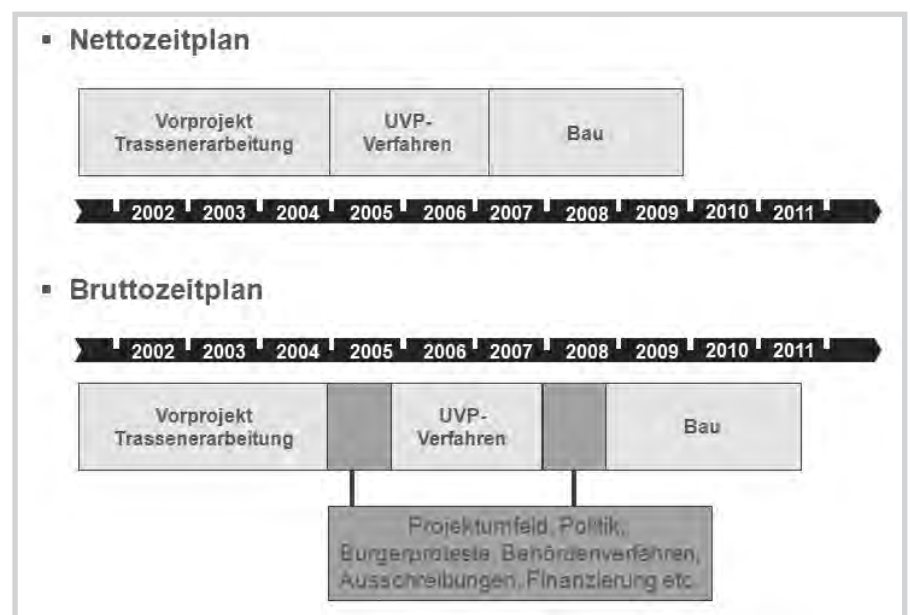 ▪ Nettozeitplan
Vorprojekt
Trassenerarbeitung
UVP-
Verfahren
Bau
2002 2003 2004 2005 2006 2007 2008 2009 2010 2011
▪ Bruttozeitplan
2002 2003 2004 2005 2006 2007 2008 2009 2010 2011
Vorprojekt
Trassenerarbeitung
UVP-
Verfahren
Bau
Projektumfeld, Politik,
Bürgerproteste, Behördenverfahren,
Ausschreibungen, Finanzierung etc.